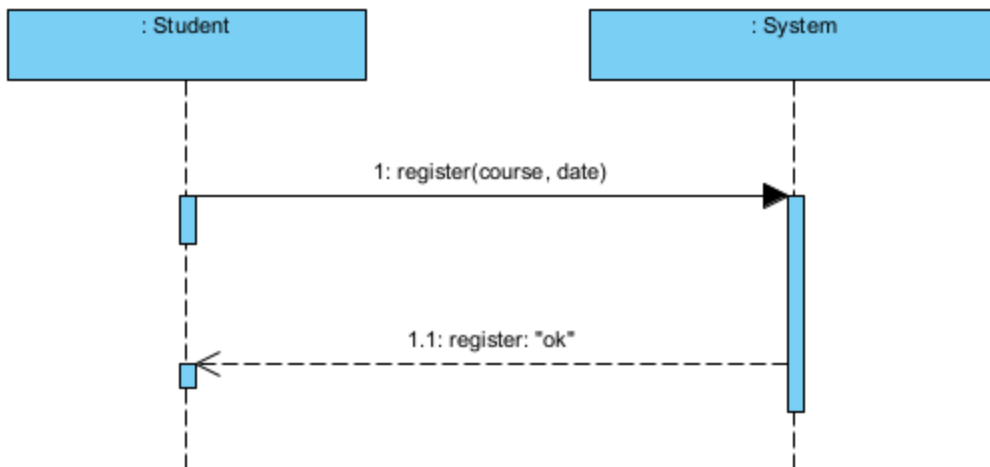 : Student
: System
1: register(course, date)
1.1: register: "ok"